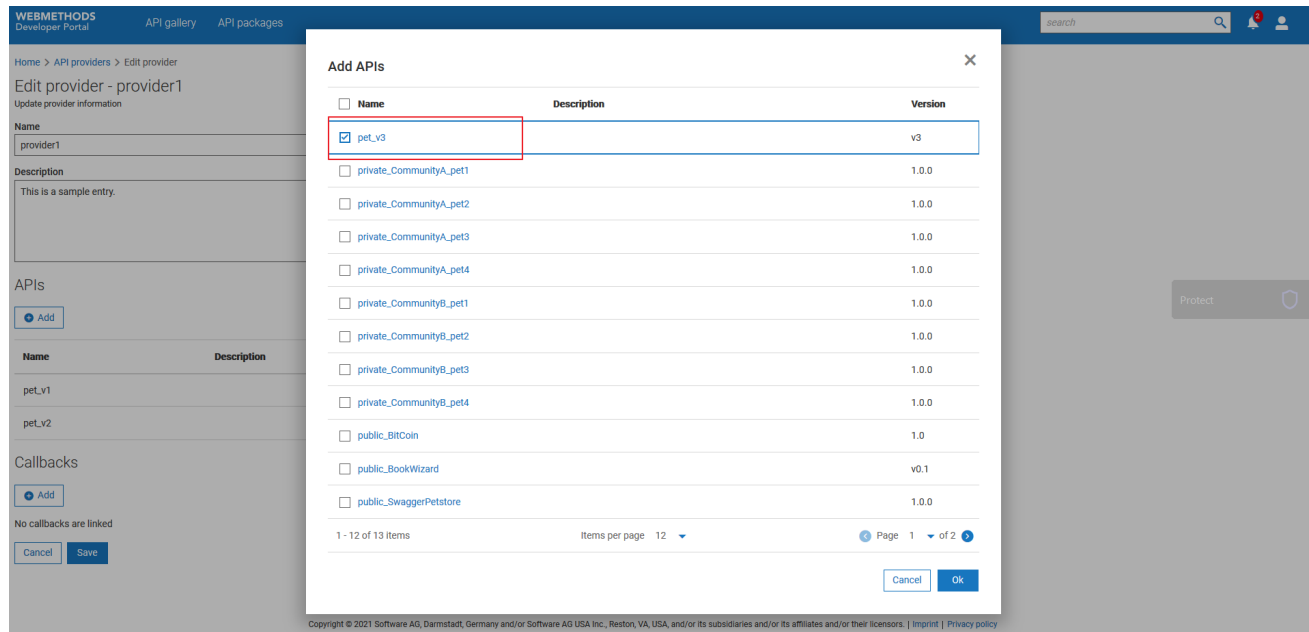 WEBMETHODS
Developer Portal
API gallery API packages
search
2
Home > API providers > Edit provider
Edit provider - provider1
Update provider information
Name
provider1
Description
This is a sample entry.
APIs
Add
Name Description
pet_v1
pet_v2
Callbacks
Add
No callbacks are linked
Cancel Save
Add APIs
Name Description Version
pet_v3 v3
private_CommunityA_pet1 1.0.0
private_CommunityA_pet2 1.0.0
private_CommunityA_pet3 1.0.0
private_CommunityA_pet4 1.0.0
private_CommunityB_pet1 1.0.0
private_CommunityB_pet2 1.0.0
private_CommunityB_pet3 1.0.0
private_CommunityB_pet4 1.0.0
public_BitCoin 1.0
public_BookWizard v0.1
public_SwaggerPetstore 1.0.0
1 - 12 of 13 items Items per page 12 Page 1 of 2
Cancel Ok
Protect
Copyright © 2021 Software AG, Darmstadt, Germany and/or Software AG USA Inc., Reston, VA, USA, and/or its subsidiaries and/or its affiliates and/or their licensors. | Imprint | Privacy policy